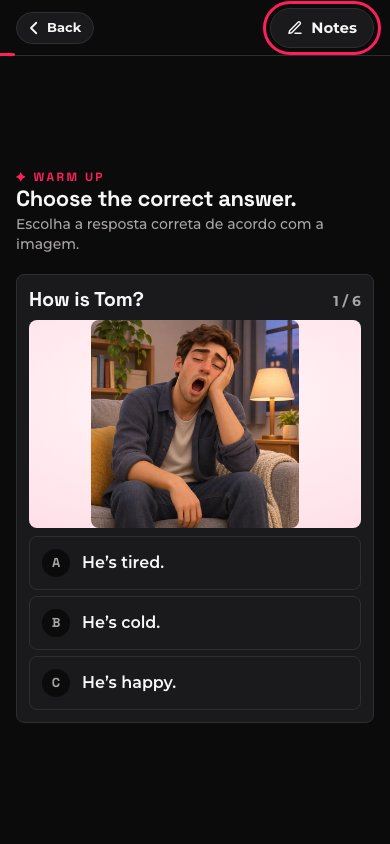 Back
Notes
WARM UP
Choose the correct answer.
Escolha a resposta correta de acordo com a
imagem.
How is Tom?
1 / 6
A He's tired.
B He's cold.
C He's happy.